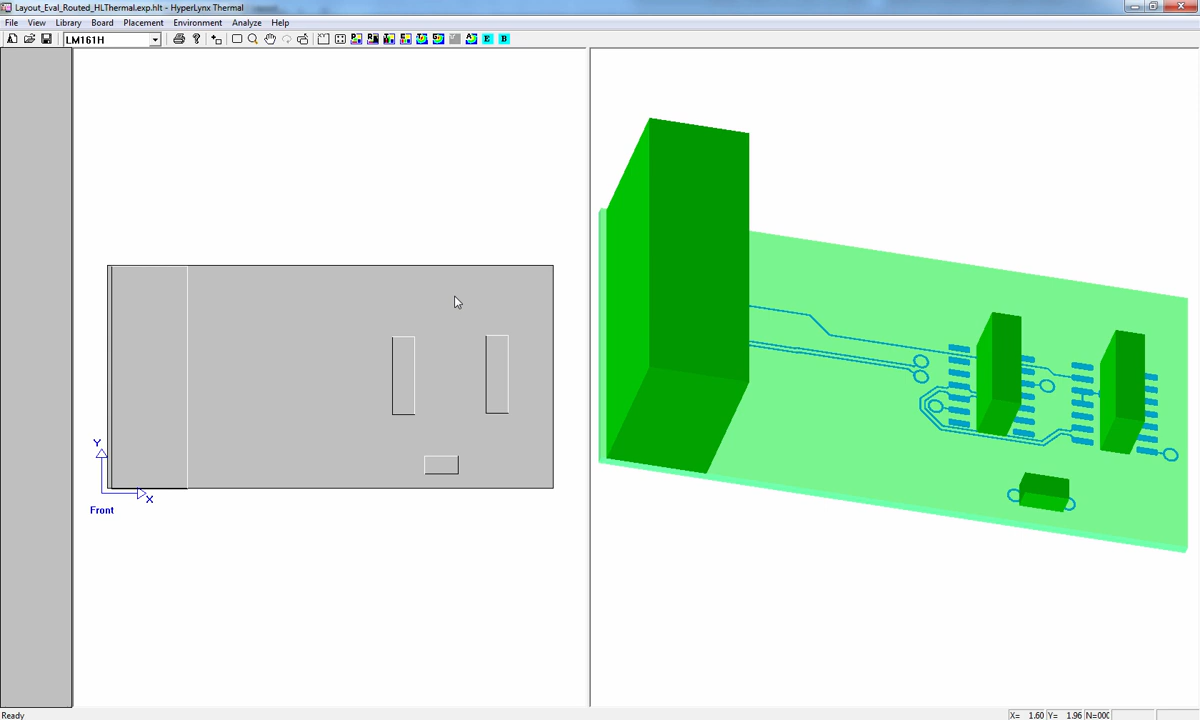 Layout_Eval_Routed_HLThermal.exp.hlt - HyperLynx Thermal
File View Library Board Placement Environment Analyze Help
LM161H
E B
Y
X
Front
Ready X= 1.60 Y= 1.96 N=000